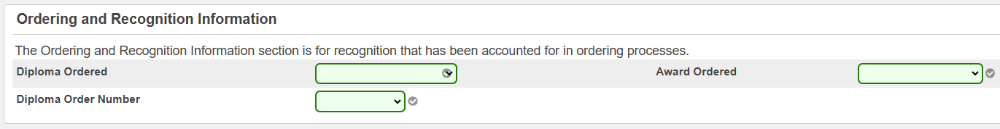 Ordering and Recognition Information
The Ordering and Recognition Information section is for recognition that has been accounted for in ordering processes.
Diploma Ordered Award Ordered
Diploma Order Number